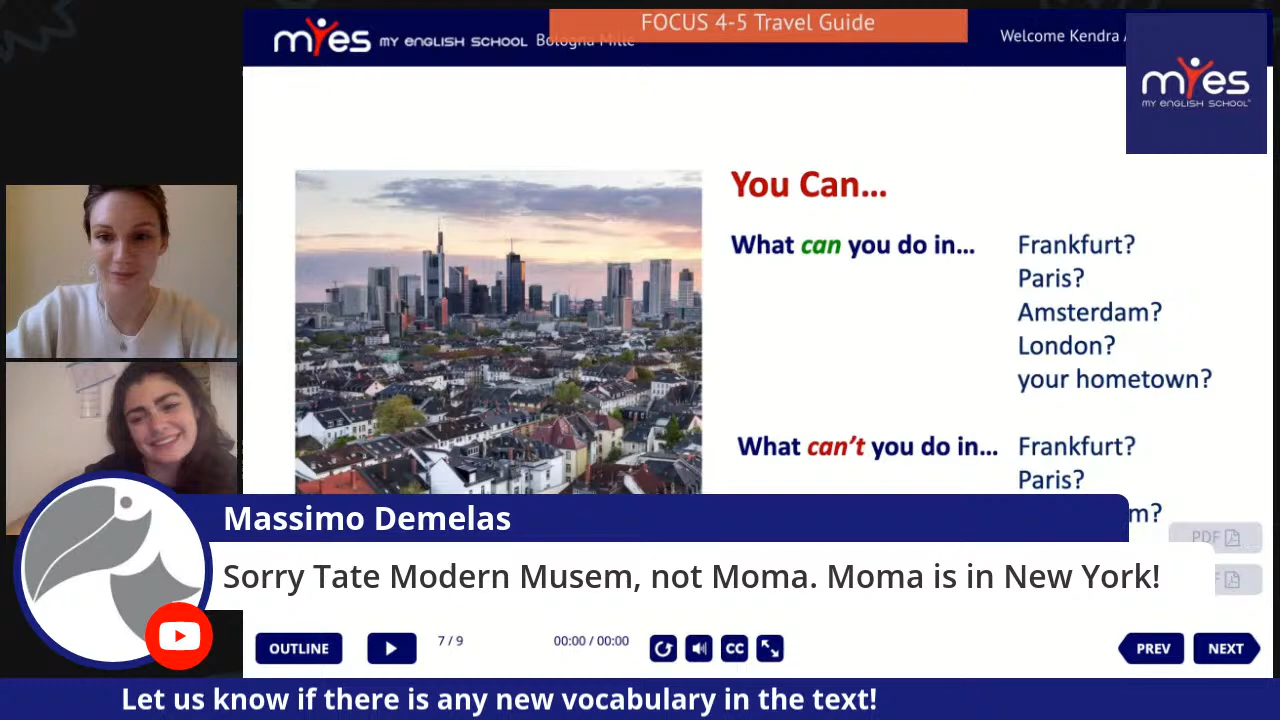 FOCUS 4-5 Travel Guide
myes MY ENGLISH SCHOOL Bologna Mille
Welcome Kendra
myes
MY ENGLISH SCHOOL
You Can...
What can you do in... Frankfurt?
Paris?
Amsterdam?
London?
your hometown?
What can't you do in... Frankfurt?
Paris?
m?
PDF
Massimo Demelas
Sorry Tate Modern Musem, not Moma. Moma is in New York!
F
OUTLINE
7 / 9
00:00 / 00:00
CC
PREV
NEXT
Let us know if there is any new vocabulary in the text!